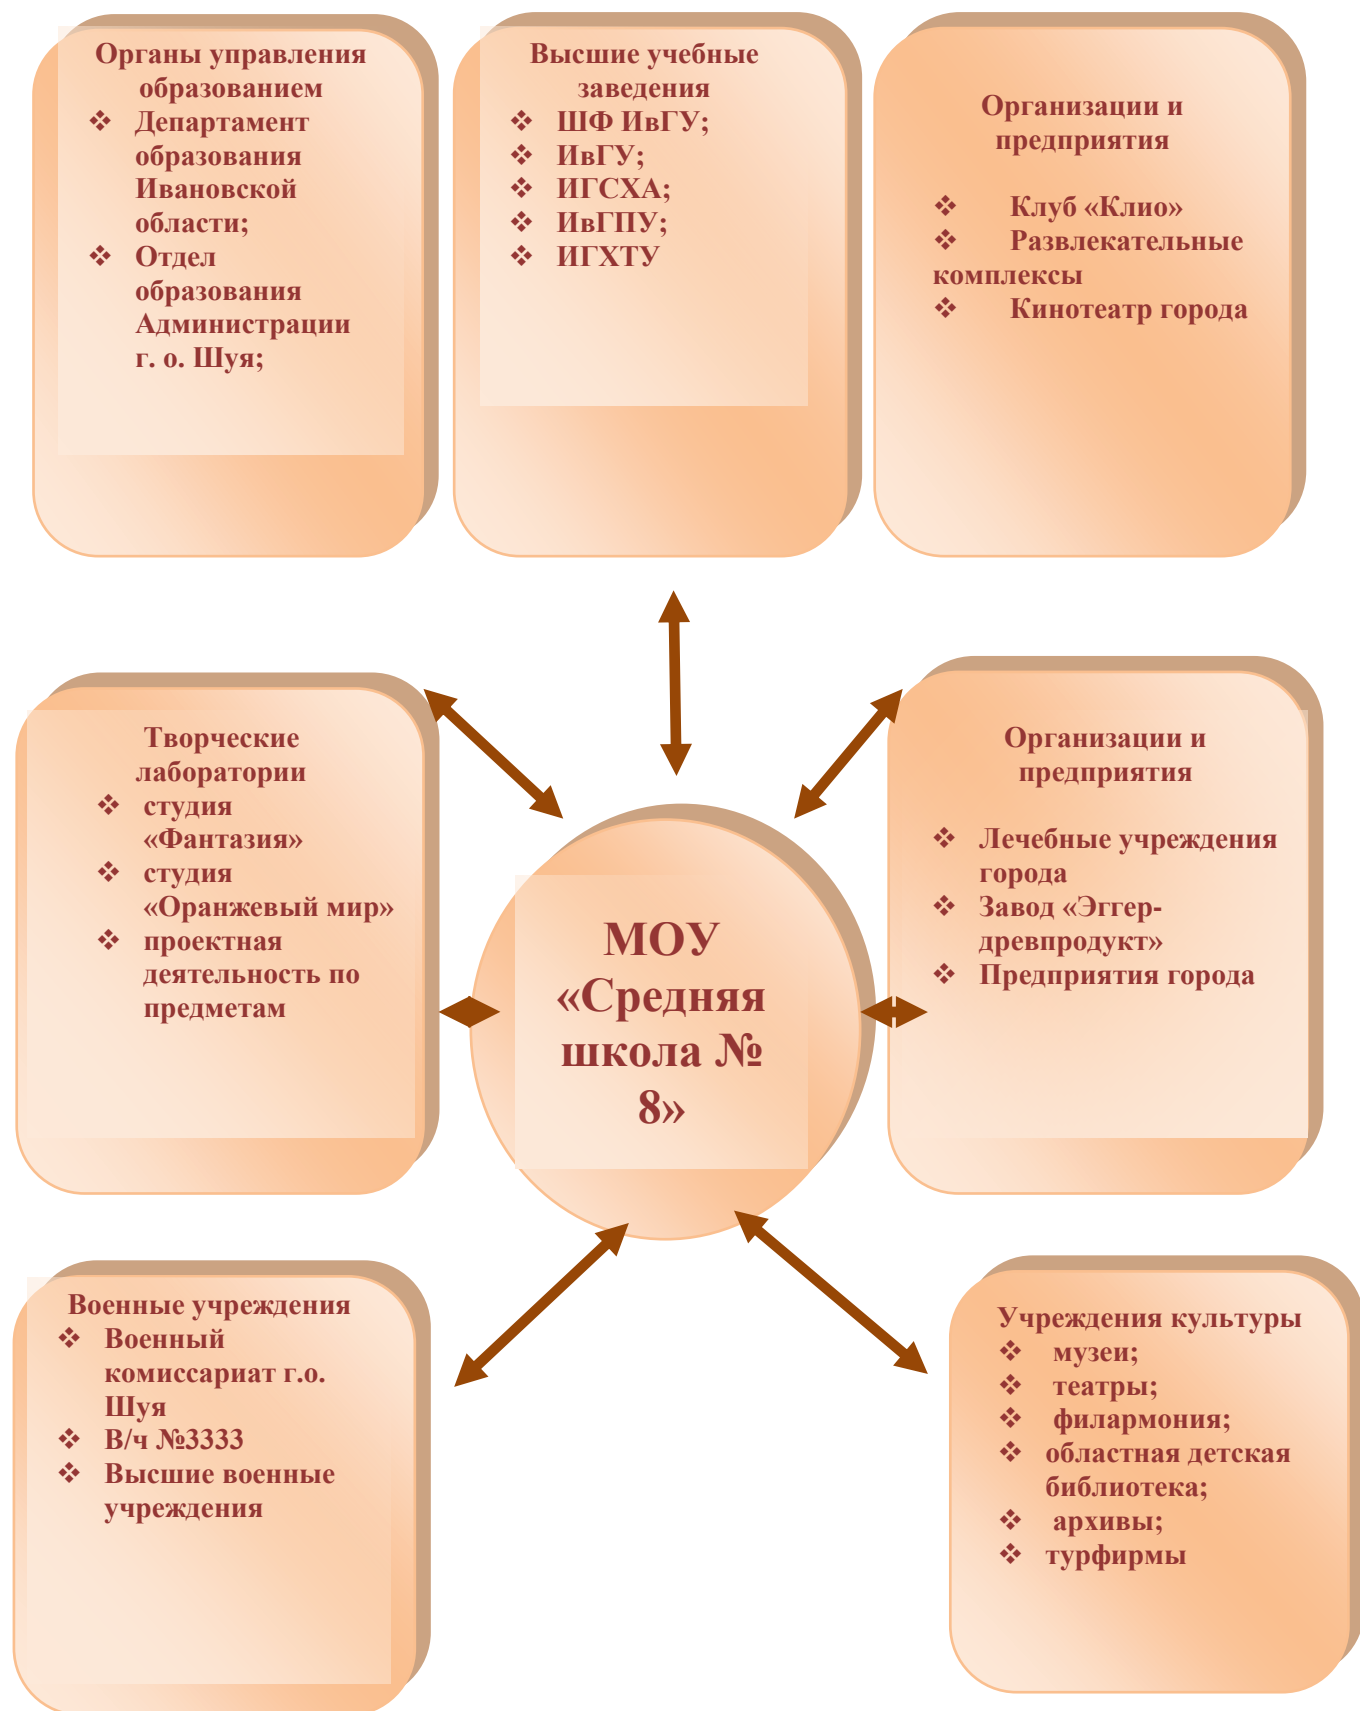 Органы управления
образованием
❖ Департамент
образования
Ивановской
области;
❖ Отдел
образования
Администрации
г. о. Шуя;
Высшие учебные
заведения
❖ ШФ ИвГУ;
❖ ИвГУ;
❖ ИГСХА;
❖ ИвГПУ;
❖ ИГХТУ
Организации и
предприятия
❖ Клуб «Клио»
❖ Развлекательные
комплексы
❖ Кинотеатр города
Творческие
лаборатории
❖ студия
«Фантазия»
❖ студия
«Оранжевый мир»
❖ проектная
деятельность по
предметам
МОУ
«Средняя
школа №
8»
Организации и
предприятия
❖ Лечебные учреждения
города
❖ Завод «Эггер-
древпродукт»
❖ Предприятия города
Военные учреждения
❖ Военный
комиссариат г.о.
Шуя
❖ В/ч №3333
❖ Высшие военные
учреждения
Учреждения культуры
❖ музеи;
❖ театры;
❖ филармония;
❖ областная детская
библиотека;
❖ архивы;
❖ турфирмы